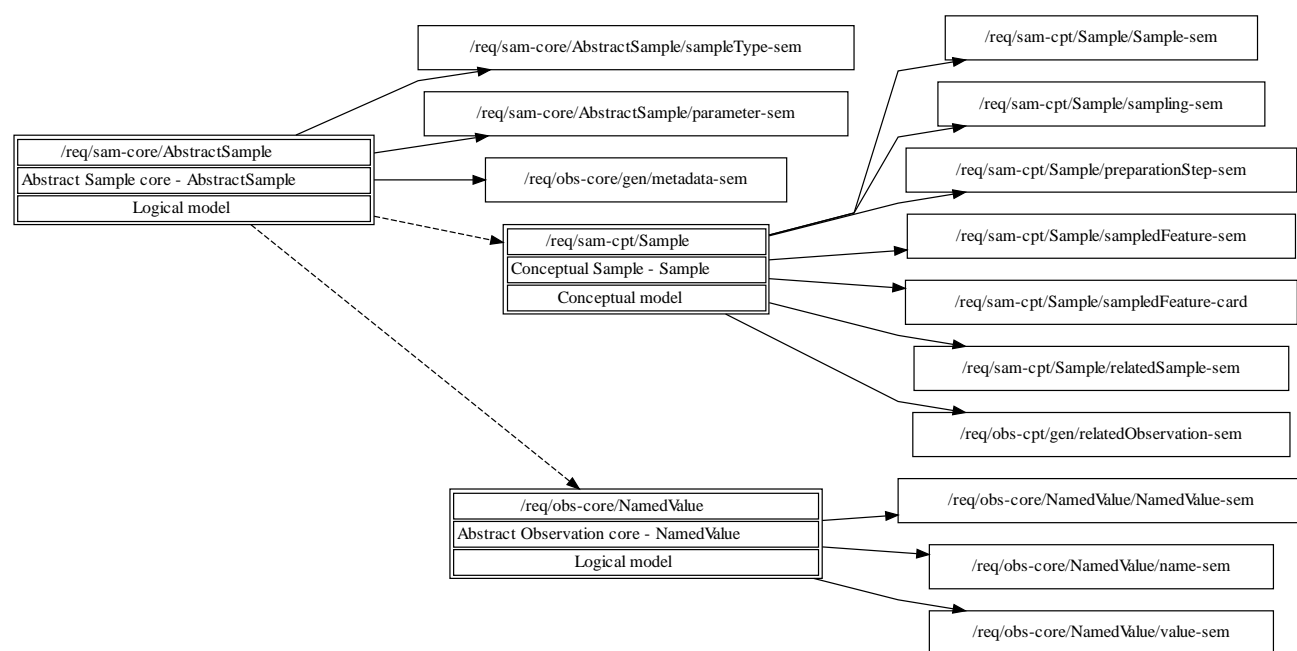 /req/sam-core/AbstractSample/sampleType-sem
/req/sam-core/AbstractSample/parameter-sem
/req/sam-core/AbstractSample
Abstract Sample core - AbstractSample
Logical model
/req/obs-core/gen/metadata-sem
/req/sam-cpt/Sample
Conceptual Sample - Sample
Conceptual model
/req/sam-cpt/Sample/Sample-sem
/req/sam-cpt/Sample/sampling-sem
/req/sam-cpt/Sample/preparationStep-sem
/req/sam-cpt/Sample/sampledFeature-sem
/req/sam-cpt/Sample/sampledFeature-card
/req/sam-cpt/Sample/relatedSample-sem
/req/obs-cpt/gen/relatedObservation-sem
/req/obs-core/NamedValue
Abstract Observation core - NamedValue
Logical model
/req/obs-core/NamedValue/NamedValue-sem
/req/obs-core/NamedValue/name-sem
/req/obs-core/NamedValue/value-sem